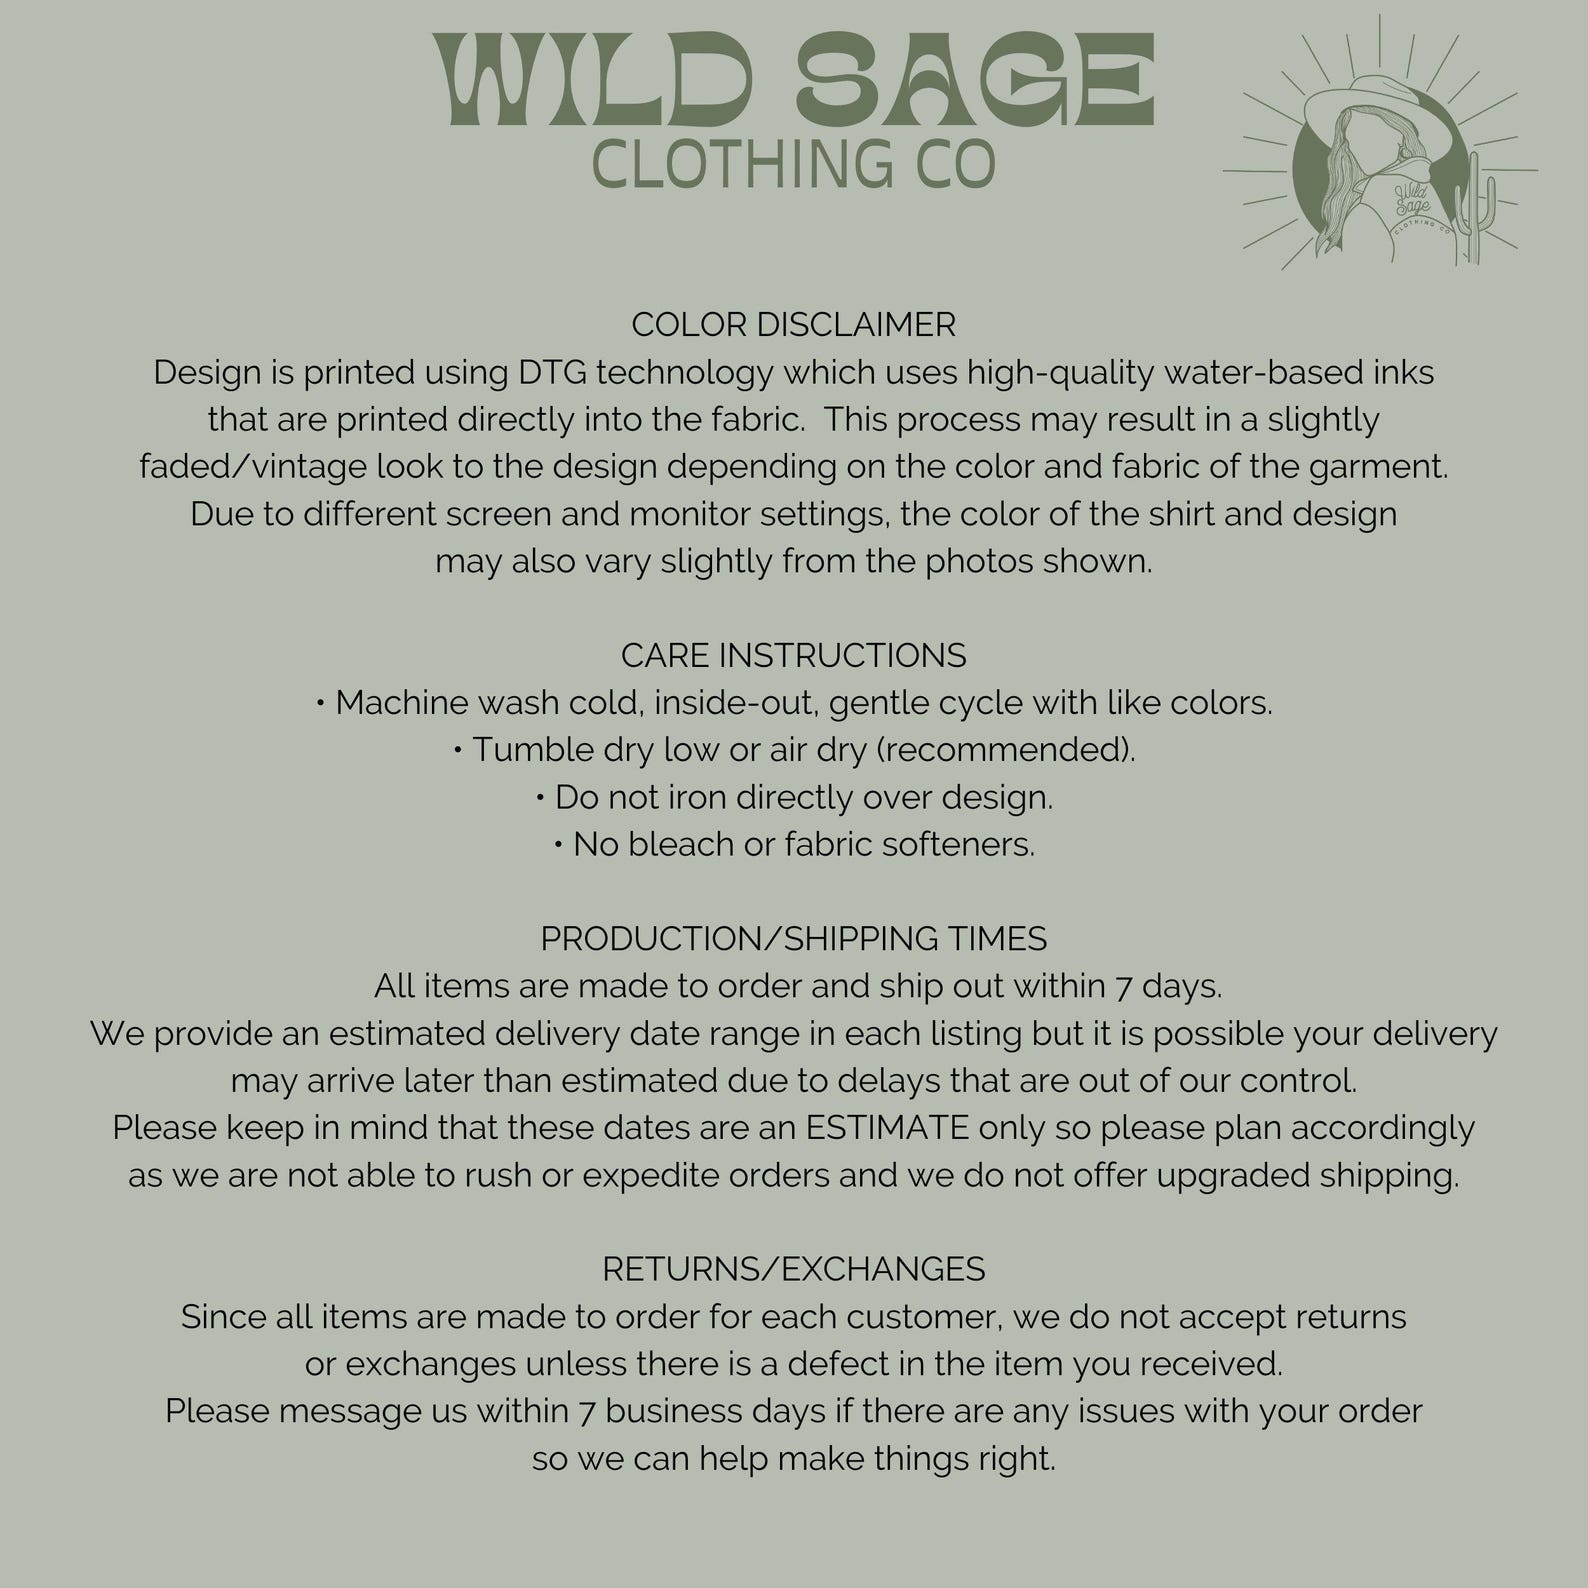 WILD SAGE
CLOTHING CO
Wild
Sage
CLOTHING CO
COLOR DISCLAIMER
Design is printed using DTG technology which uses high-quality water-based inks
that are printed directly into the fabric.  This process may result in a slightly
faded/vintage look to the design depending on the color and fabric of the garment.
Due to different screen and monitor settings, the color of the shirt and design
may also vary slightly from the photos shown.
CARE INSTRUCTIONS
• Machine wash cold, inside-out, gentle cycle with like colors.
• Tumble dry low or air dry (recommended).
• Do not iron directly over design.
• No bleach or fabric softeners.
PRODUCTION/SHIPPING TIMES
All items are made to order and ship out within 7 days.
We provide an estimated delivery date range in each listing but it is possible your delivery
may arrive later than estimated due to delays that are out of our control.
Please keep in mind that these dates are an ESTIMATE only so please plan accordingly
as we are not able to rush or expedite orders and we do not offer upgraded shipping.
RETURNS/EXCHANGES
Since all items are made to order for each customer, we do not accept returns
or exchanges unless there is a defect in the item you received.
Please message us within 7 business days if there are any issues with your order
so we can help make things right.